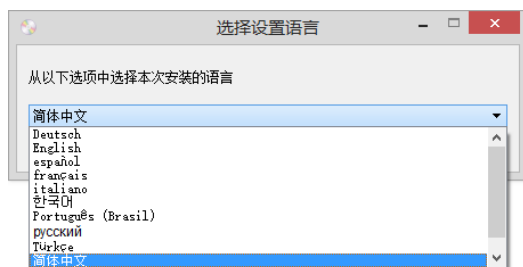 选择设置语言
从以下选项中选择本次安装的语言
简体中文
Deutsch
English
español
français
italiano
한국어
Português (Brasil)
русский
Türkçe
简体中文